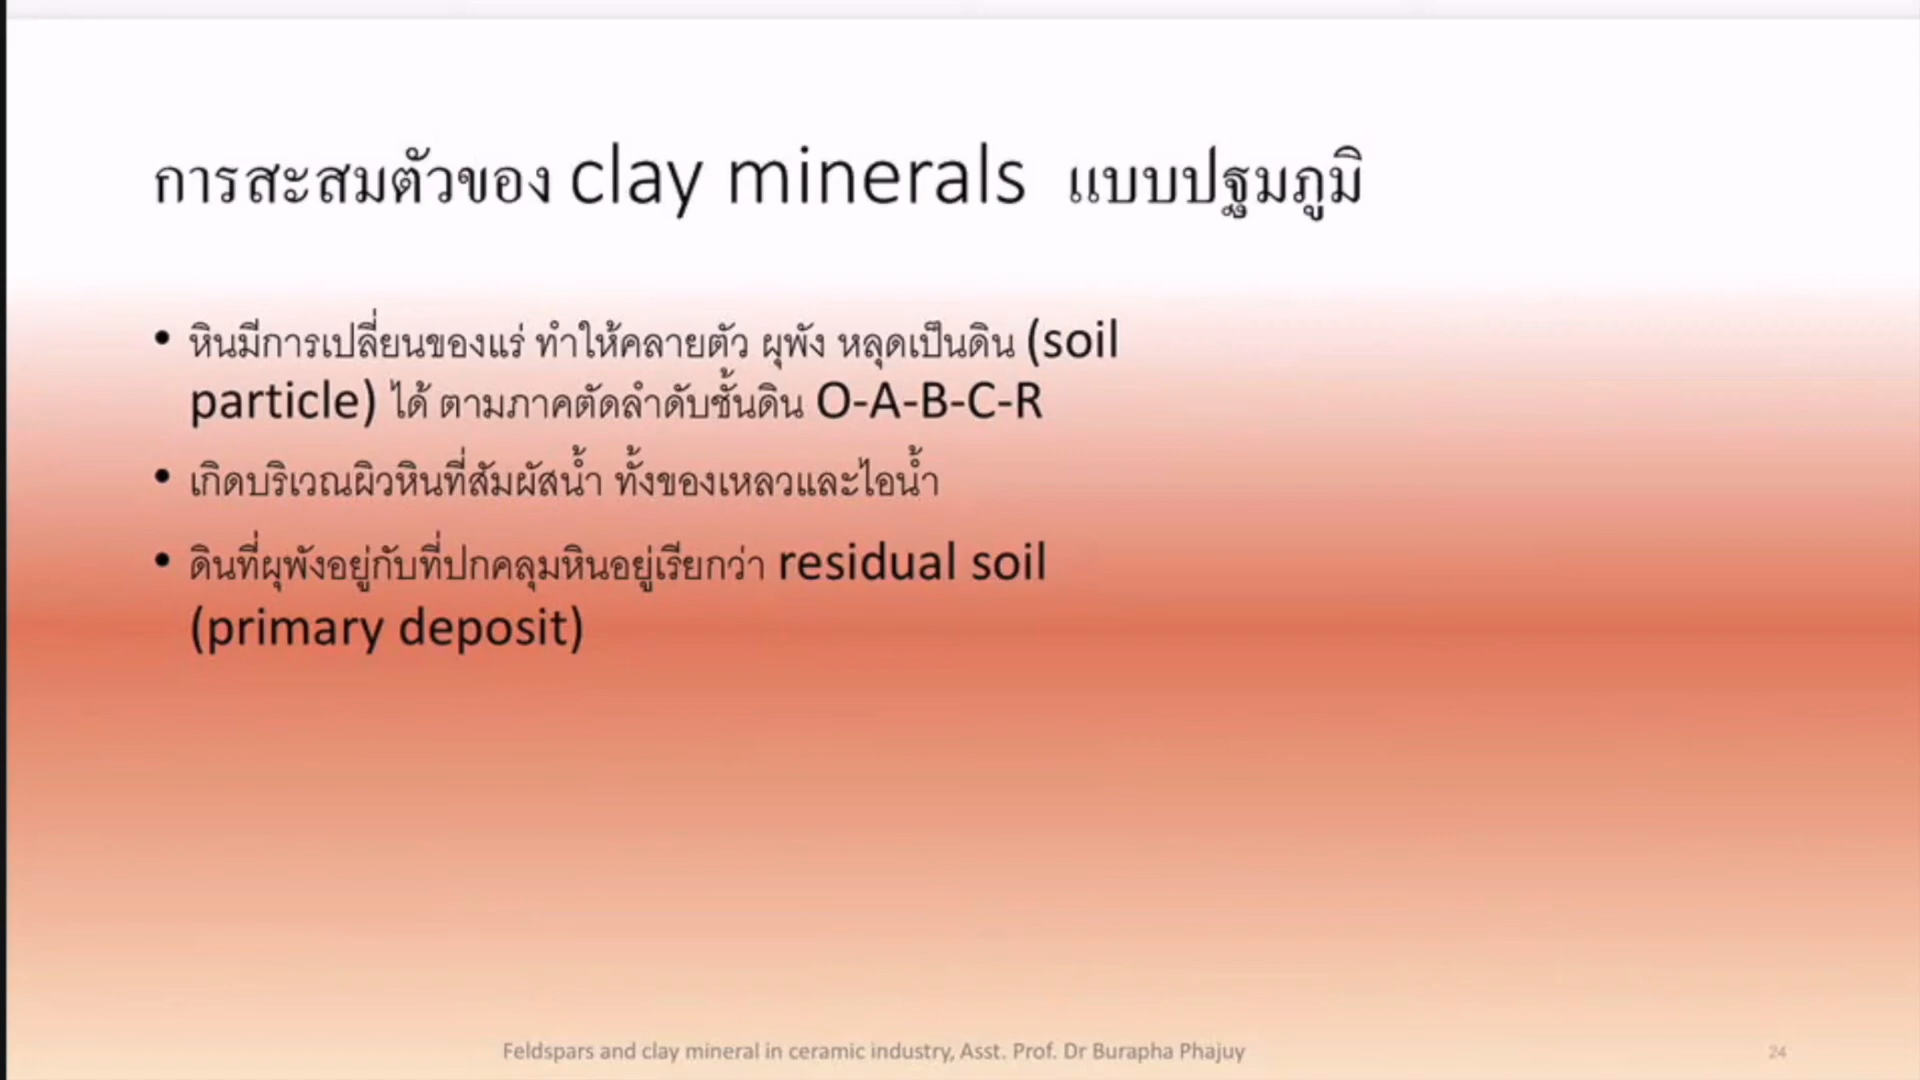 การสะสมตัวของ clay minerals แบบปฐมภูมิ
• หินมีการเปลี่ยนของแร่ ทำให้คลายตัว ผุพัง หลุดเป็นดิน (soil
particle) ได้ ตามภาคตัดลำดับชั้นดิน O-A-B-C-R
• เกิดบริเวณผิวหินที่สัมผัสน้ำ ทั้งของเหลวและไอน้ำ
• ดินที่ผุพังอยู่กับที่ปกคลุมหินอยู่เรียกว่า residual soil
(primary deposit)
Feldspars and clay mineral in ceramic industry, Asst. Prof. Dr Burapha Phajuy
24